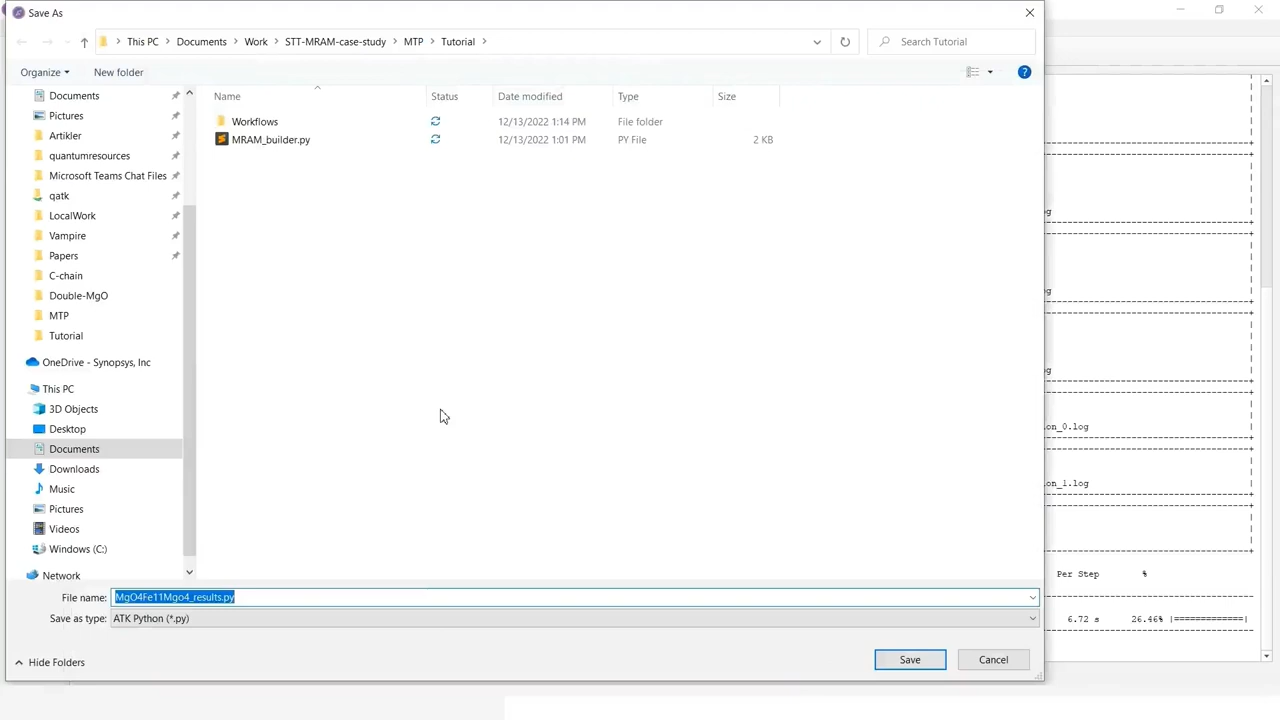 Save As
This PC > Documents > Work > STT-MRAM-case-study > MTP > Tutorial >
Search Tutorial
Organize
New folder
Name Status Date modified Type Size
Workflows 12/13/2022 1:14 PM File folder
MRAM_builder.py 12/13/2022 1:01 PM PY File 2 KB
Documents
Pictures
Artikler
quantumresources
Microsoft Teams Chat Files
qatk
LocalWork
Vampire
Papers
C-chain
Double-MgO
MTP
Tutorial
OneDrive - Synopsys, Inc
This PC
3D Objects
Desktop
Documents
Downloads
Music
Pictures
Videos
Windows (C:)
Network
og
og
og
on_0.log
on_1.log
Per Step %
6.72 s 26.46% |=============|
File name: MgO4Fe11Mgo4_results.py
Save as type: ATK Python (*.py)
Hide Folders
Save
Cancel